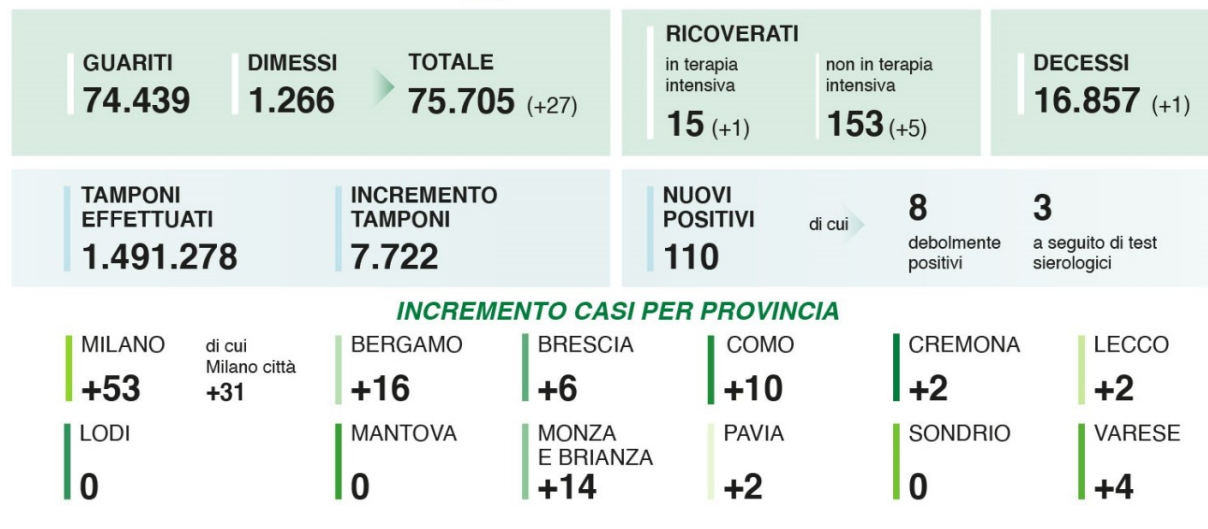 GUARITI
74.439
DIMESSI
1.266
TOTALE
75.705 (+27)
RICOVERATI
in terapia
intensiva
15 (+1)
non in terapia
intensiva
153 (+5)
DECESSI
16.857 (+1)
TAMPONI
EFFETTUATI
1.491.278
INCREMENTO
TAMPONI
7.722
NUOVI
POSITIVI
110
di cui
8
debolmente
positivi
3
a seguito di test
sierologici
INCREMENTO CASI PER PROVINCIA
MILANO
+53
di cui
Milano città
+31
BERGAMO
+16
BRESCIA
+6
COMO
+10
CREMONA
+2
LECCO
+2
LODI
0
MANTOVA
0
MONZA
E BRIANZA
+14
PAVIA
+2
SONDRIO
0
VARESE
+4